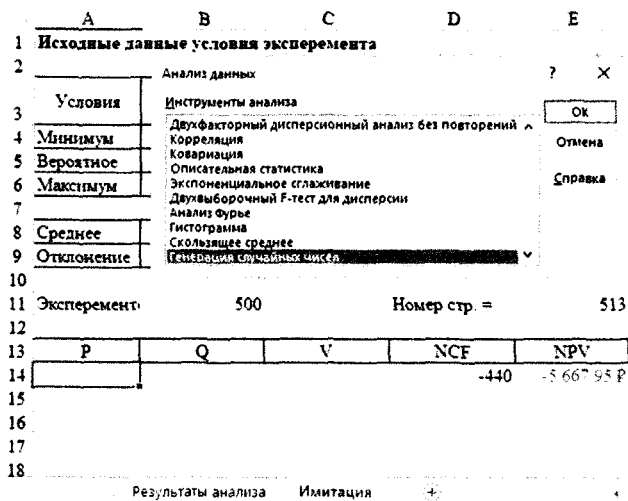 A B C D E
1 Исходные данные условия эксперемента
2
Анализ данных ? ×
Инструменты анализа
OK
Отмена
Справка
Двухфакторный дисперсионный анализ без повторений
Корреляция
Ковариация
Описательная статистика
Экспоненциальное сглаживание
Двухвыборочный F-тест для дисперсии
Анализ Фурье
Гистограмма
Скользящее среднее
Генерация случайных чисел
3 Условия
4 Минимум
5 Вероятное
6 Максимум
7
8 Среднее
9 Отклонение
10
11 Эксперементо 500 Номер стр. = 513
12
13 P Q V NCF NPV
14 -440 -5 667,95 ₽
15
16
17
18
Результаты анализа Имитация +